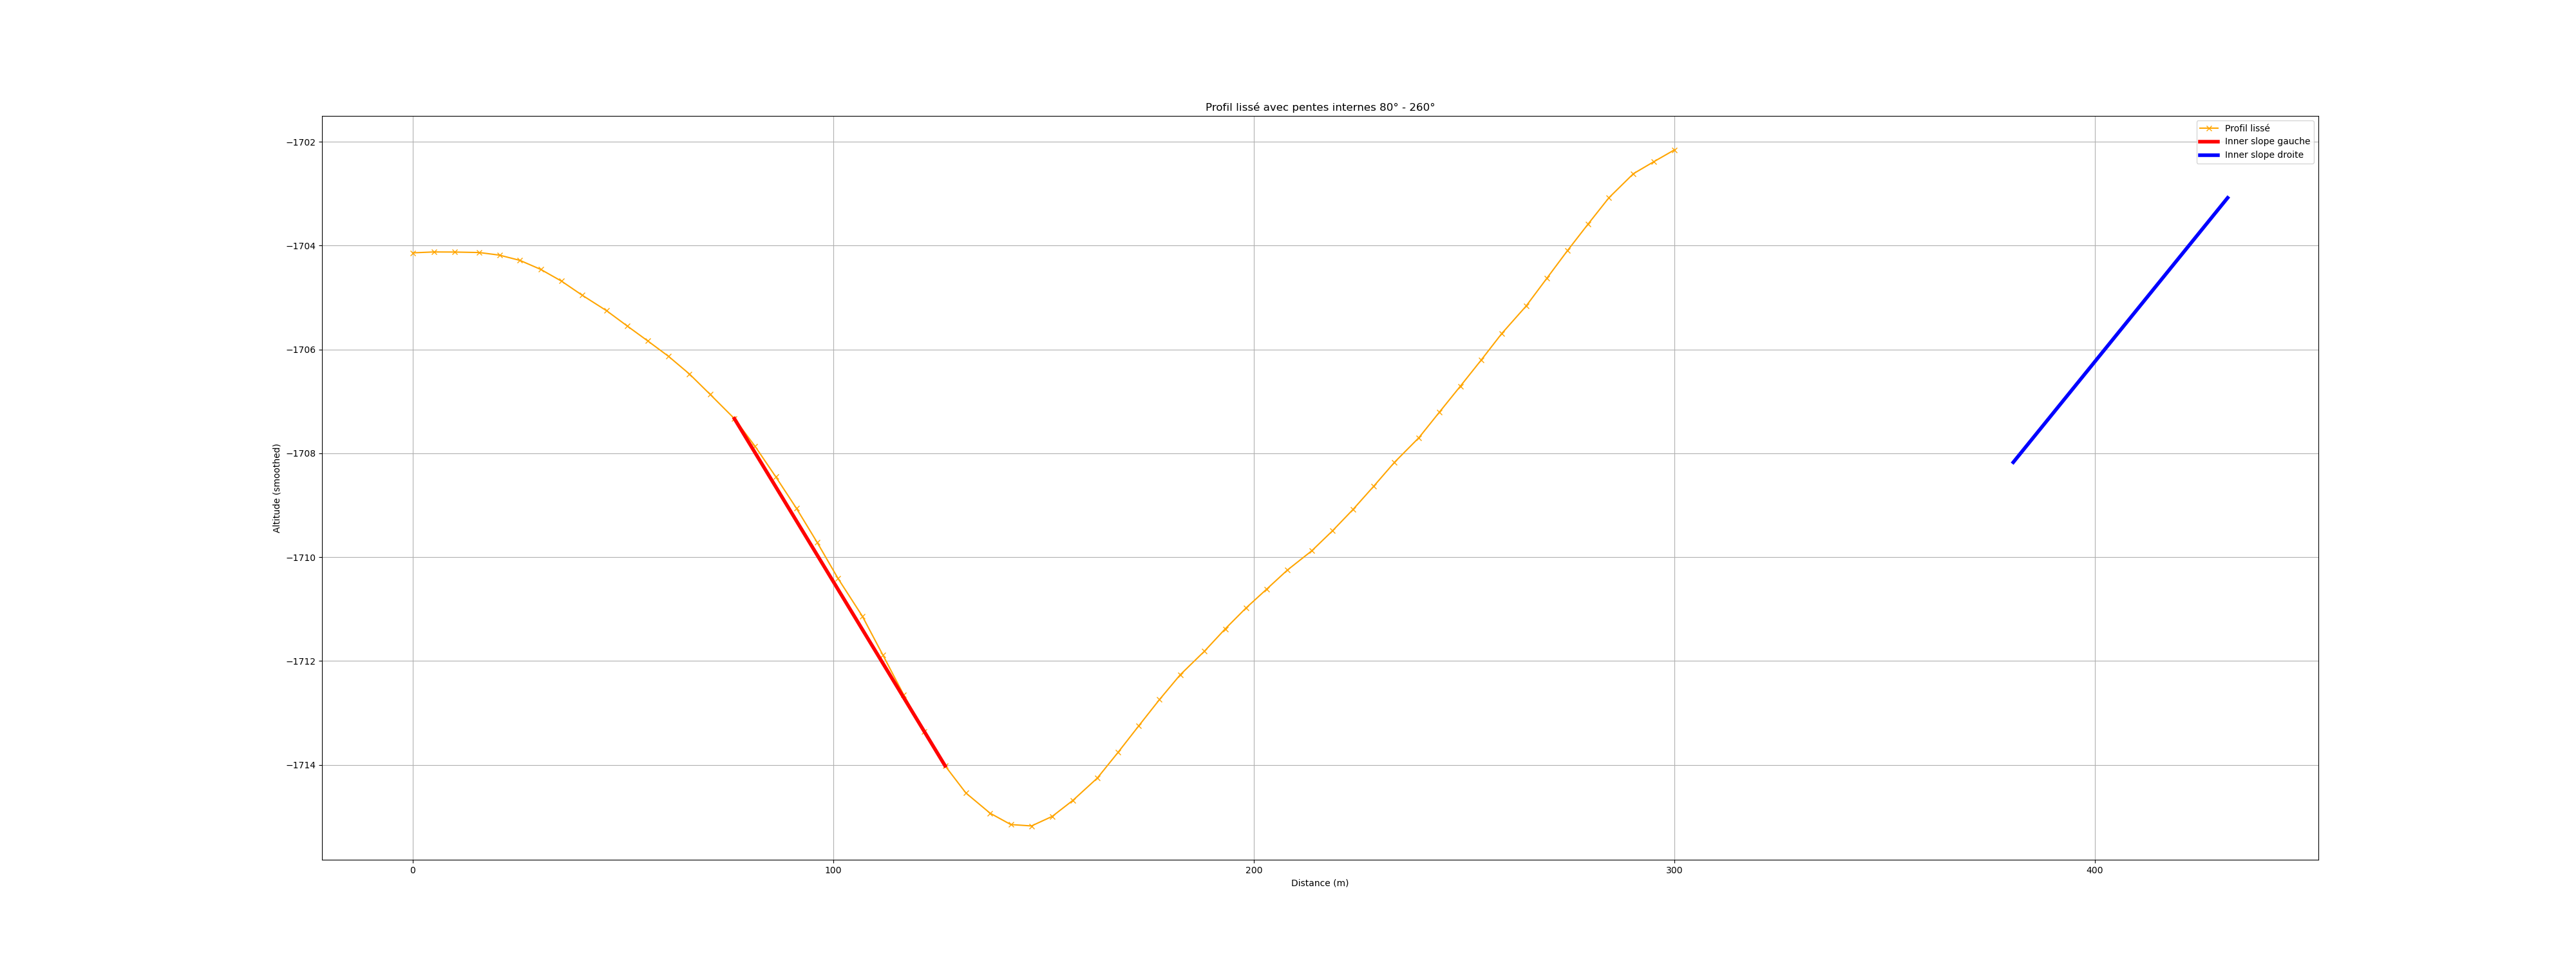 Profil lissé avec pentes internes 80° - 260°
Profil lissé
Inner slope gauche
Inner slope droite
Altitude (smoothed)
−1702
−1704
−1706
−1708
−1710
−1712
−1714
0 100 200 300 400
Distance (m)